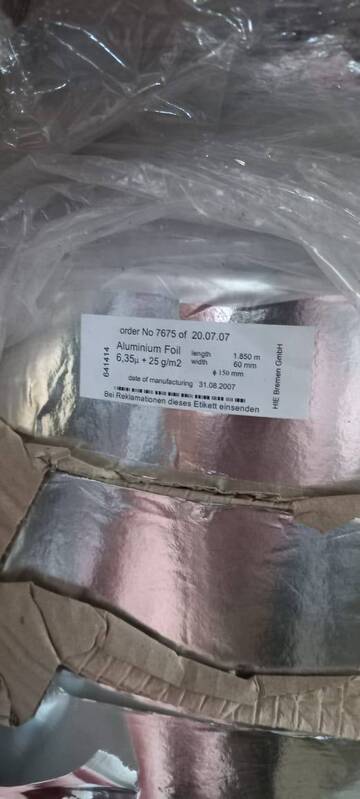 order No 7675 of 20.07.07
641414
Aluminium Foil
6,35µ + 25 g/m2
length 1.850 m
width 60 mm
ϕ 150 mm
date of manufacturing 31.08.2007
Bei Reklamationen dieses Etikett einsenden
HIE Bremen GmbH